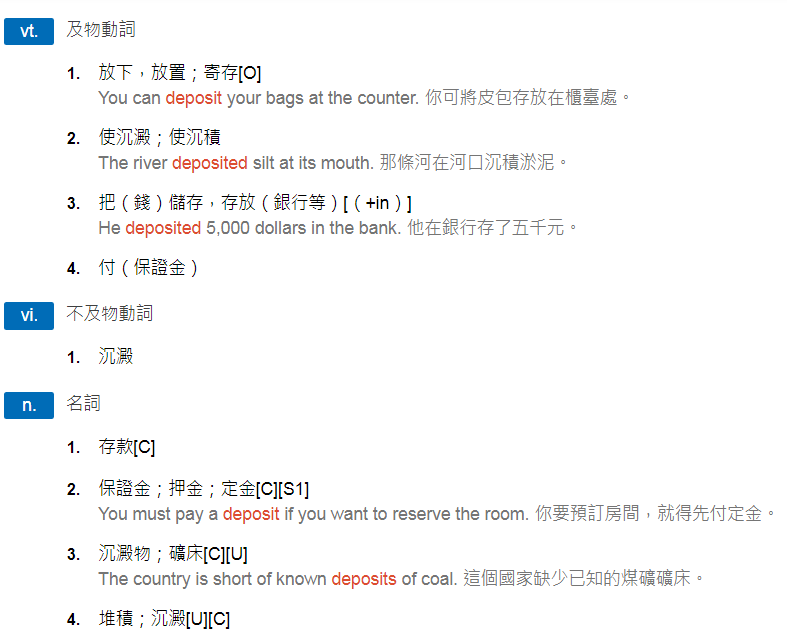 vt. 及物動詞
1. 放下，放置；寄存[O]
You can deposit your bags at the counter. 你可將皮包存放在櫃臺處。
2. 使沉澱；使沉積
The river deposited silt at its mouth. 那條河在河口沉積淤泥。
3. 把（錢）儲存，存放（銀行等）[（+in）]
He deposited 5,000 dollars in the bank. 他在銀行存了五千元。
4. 付（保證金）
vi. 不及物動詞
1. 沉澱
n. 名詞
1. 存款[C]
2. 保證金；押金；定金[C][S1]
You must pay a deposit if you want to reserve the room. 你要預訂房間，就得先付定金。
3. 沉澱物；礦床[C][U]
The country is short of known deposits of coal. 這個國家缺少已知的煤礦礦床。
4. 堆積；沉澱[U][C]